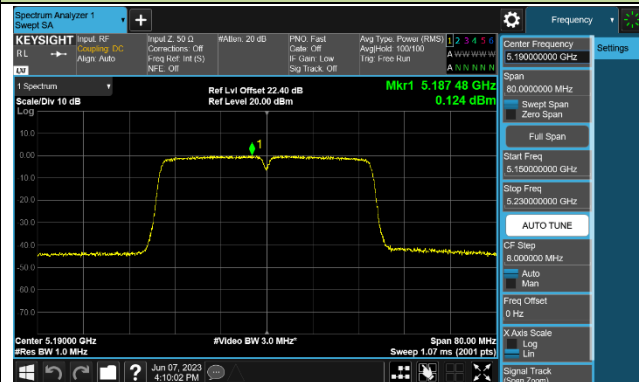 Spectrum Analyzer 1
Swept SA
+
Frequency
KEYSIGHT
RL
LXI
Input: RF
Coupling: DC
Align: Auto
Input Z: 50 Ω
Corrections: Off
Freq Ref: Int (S)
NFE: Off
#Atten: 20 dB
PNO: Fast
Gate: Off
IF Gain: Low
Sig Track: Off
Avg Type: Power (RMS)
Avg|Hold: 100/100
Trig: Free Run
1 2 3 4 5 6
A W W W W W
A N N N N N
1 Spectrum
Scale/Div 10 dB
Log
Ref Lvl Offset 22.40 dB
Ref Level 20.00 dBm
Mkr1 5.187 48 GHz
0.124 dBm
10.0
0.00
1
-10.0
-20.0
-30.0
-40.0
-50.0
-60.0
-70.0
Center 5.19000 GHz
#Res BW 1.0 MHz
#Video BW 3.0 MHz*
Span 80.00 MHz
Sweep 1.07 ms (2001 pts)
Center Frequency
5.190000000 GHz
Settings
Span
80.0000000 MHz
Swept Span
Zero Span
Full Span
Start Freq
5.150000000 GHz
Stop Freq
5.230000000 GHz
AUTO TUNE
CF Step
8.000000 MHz
Auto
Man
Freq Offset
0 Hz
X Axis Scale
Log
Lin
Signal Track
(Span Zoom)
?
Jun 07, 2023
4:10:02 PM